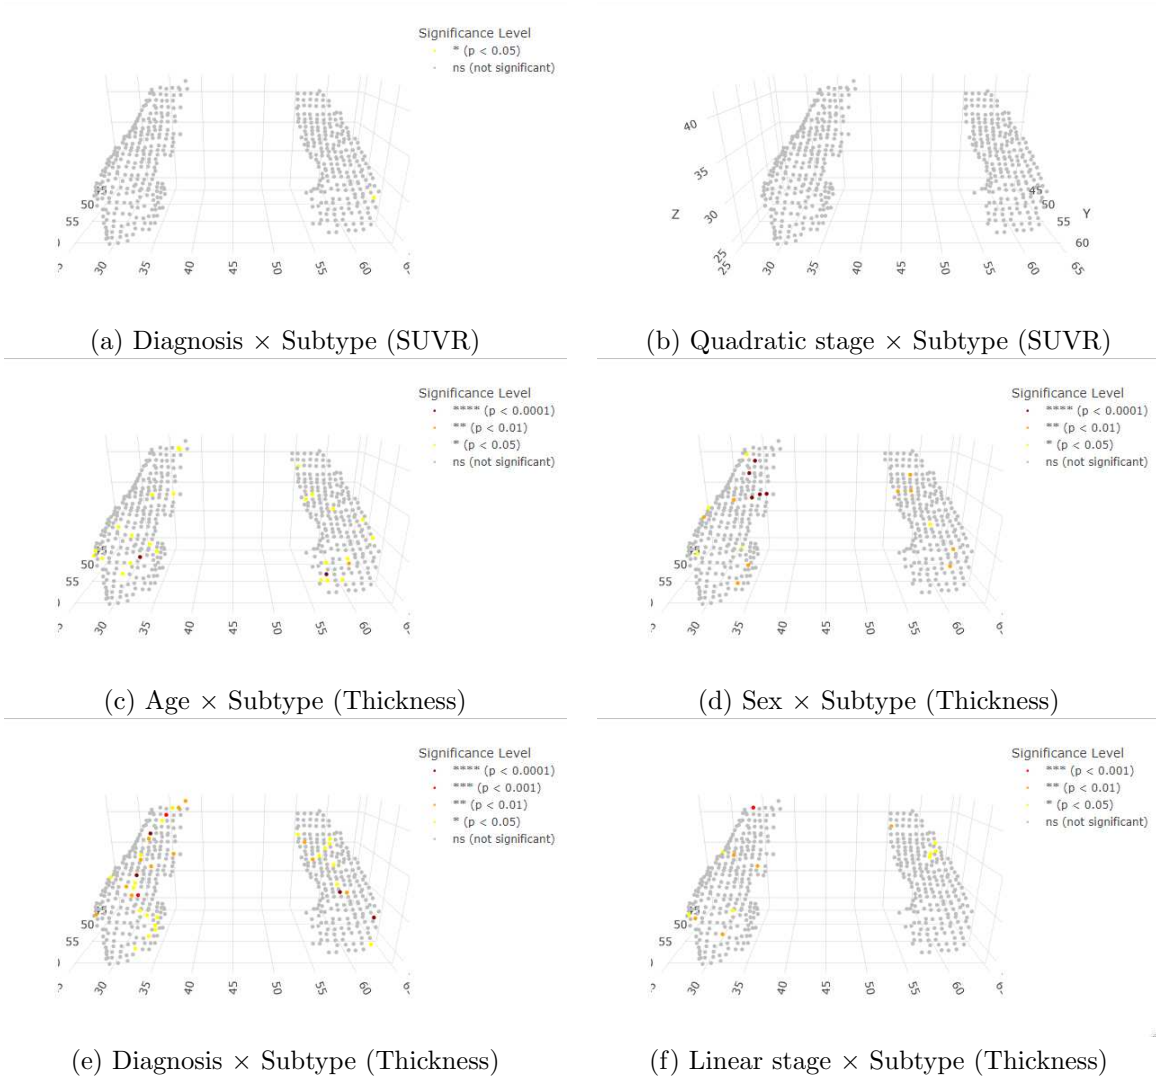 Significance Level
* (p < 0.05)
ns (not significant)
45
50
55
30
35
40
45
50
55
60
40
35
30
25
Z
25
30
35
40
45
50
55
60
65
45
50
55
60
Y
(a) Diagnosis × Subtype (SUVR)
(b) Quadratic stage × Subtype (SUVR)
Significance Level
**** (p < 0.0001)
** (p < 0.01)
* (p < 0.05)
ns (not significant)
50
55
30
35
40
45
50
55
60
Significance Level
**** (p < 0.0001)
** (p < 0.01)
* (p < 0.05)
ns (not significant)
50
55
30
35
40
45
50
55
60
(c) Age × Subtype (Thickness)
(d) Sex × Subtype (Thickness)
Significance Level
**** (p < 0.0001)
*** (p < 0.001)
** (p < 0.01)
* (p < 0.05)
ns (not significant)
50
55
30
35
40
45
50
55
60
Significance Level
*** (p < 0.001)
** (p < 0.01)
* (p < 0.05)
ns (not significant)
50
55
30
35
40
45
50
55
60
(e) Diagnosis × Subtype (Thickness)
(f) Linear stage × Subtype (Thickness)